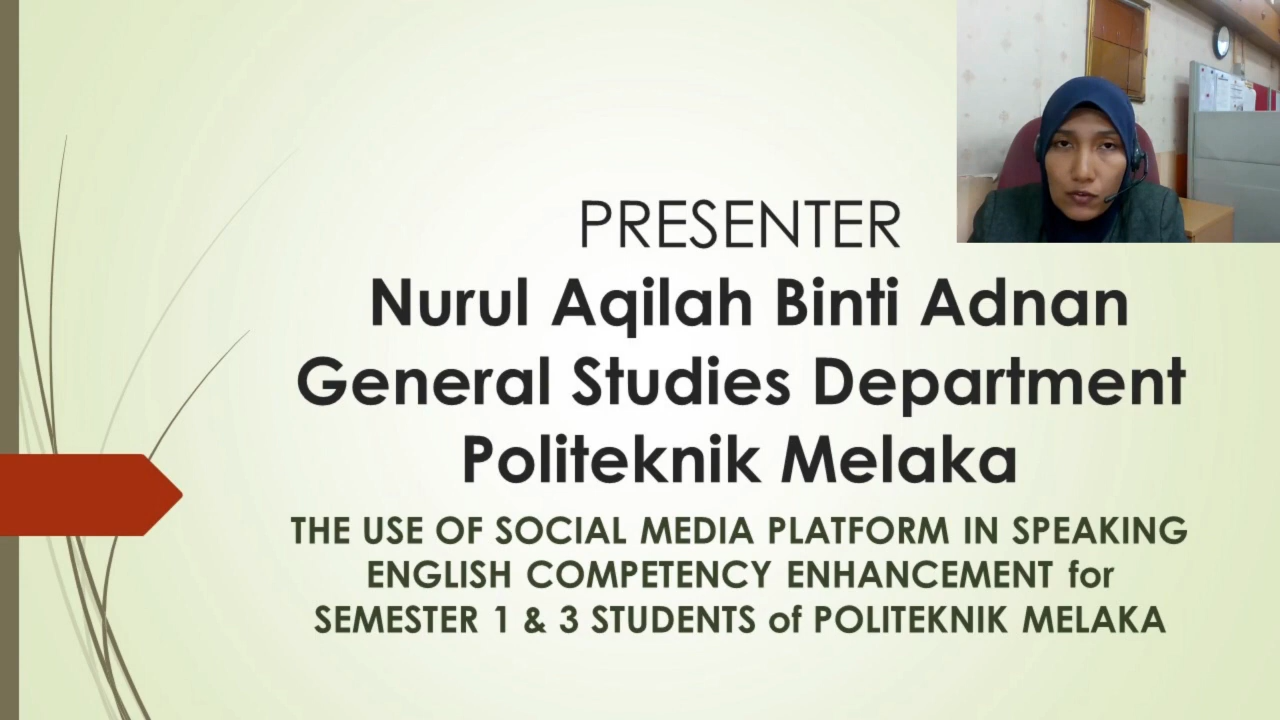 PRESENTER
Nurul Aqilah Binti Adnan
General Studies Department
Politeknik Melaka
THE USE OF SOCIAL MEDIA PLATFORM IN SPEAKING
ENGLISH COMPETENCY ENHANCEMENT for
SEMESTER 1 & 3 STUDENTS of POLITEKNIK MELAKA